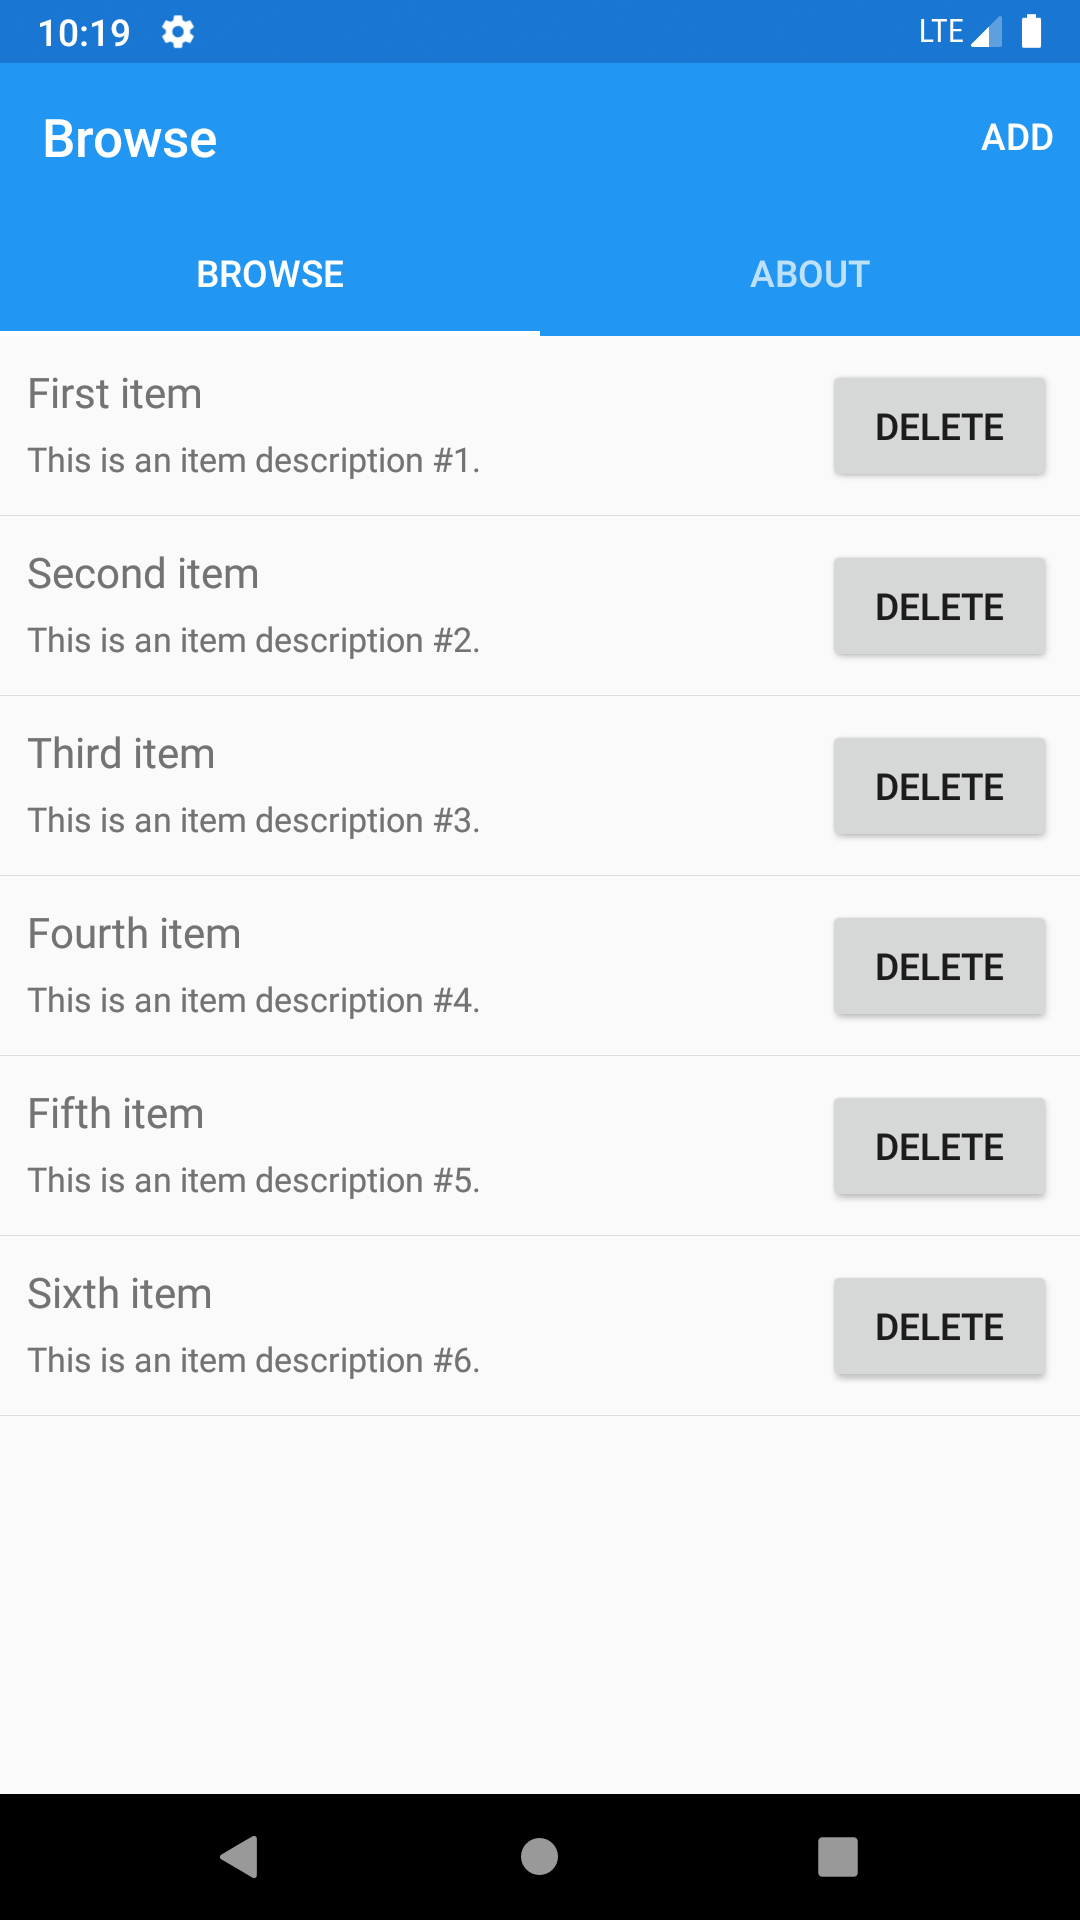 10:19 LTE
Browse ADD
BROWSE ABOUT
First item
This is an item description #1.
DELETE
Second item
This is an item description #2.
DELETE
Third item
This is an item description #3.
DELETE
Fourth item
This is an item description #4.
DELETE
Fifth item
This is an item description #5.
DELETE
Sixth item
This is an item description #6.
DELETE